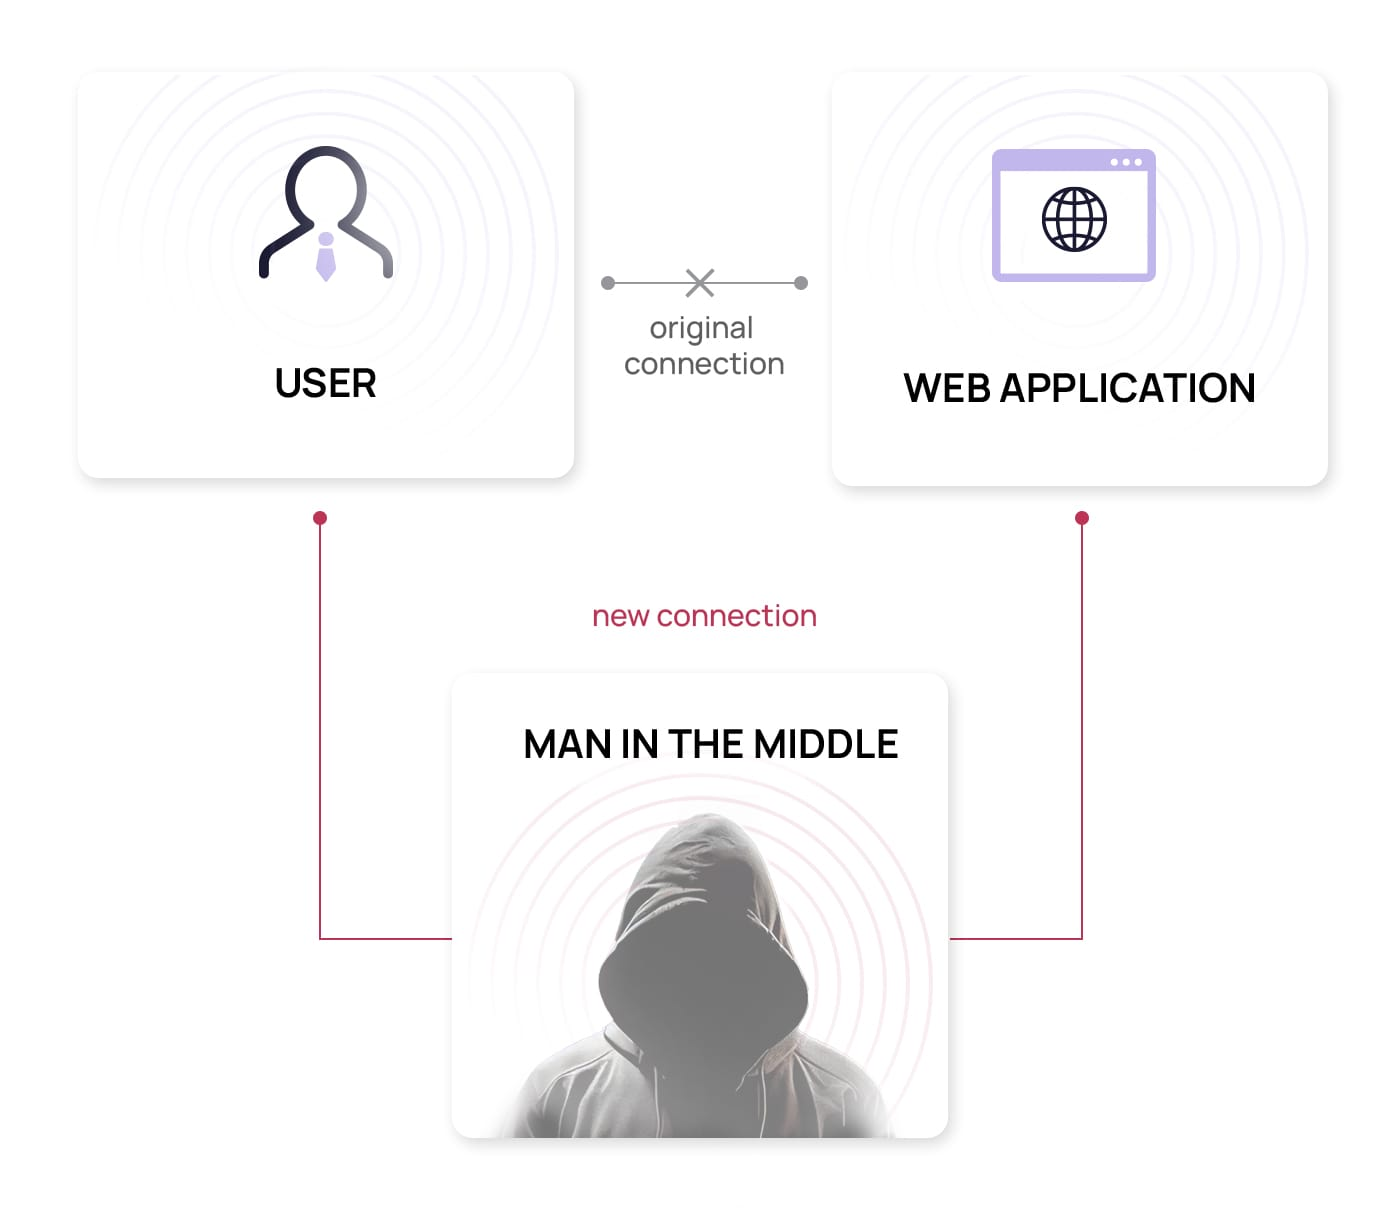 USER
original
connection
WEB APPLICATION
new connection
MAN IN THE MIDDLE